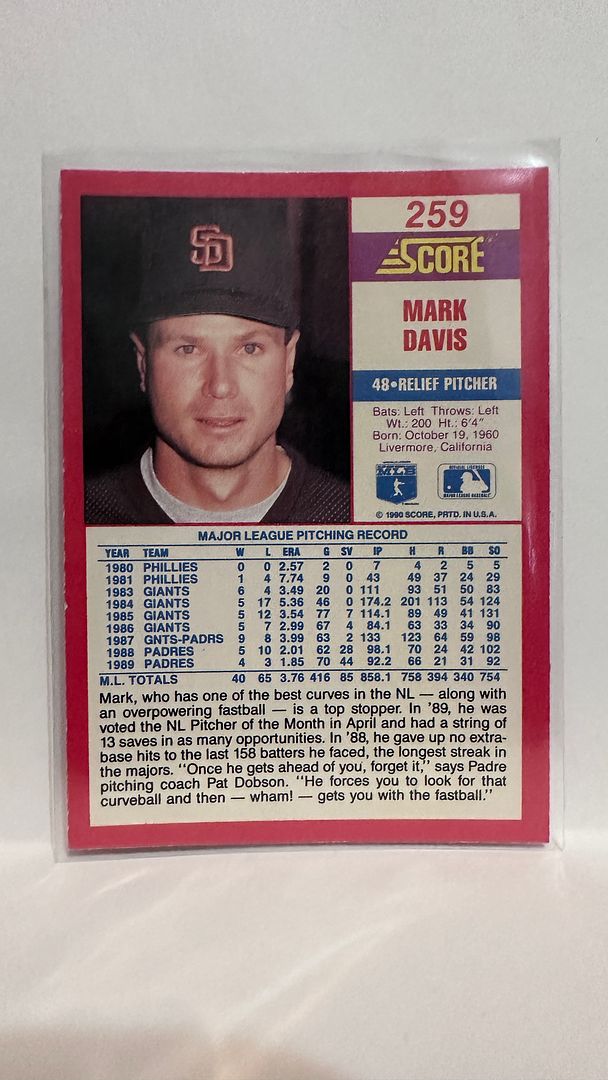 SD
259
SCORE
MARK
DAVIS
48•RELIEF PITCHER
Bats: Left Throws: Left
Wt.: 200 Ht.: 6'4"
Born: October 19, 1960
Livermore, California
MLB
OFFICIAL LICENSEE
MAJOR LEAGUE BASEBALL
© 1990 SCORE, PRTD. IN U.S.A.
MAJOR LEAGUE PITCHING RECORD
YEAR TEAM W L ERA G SV IP H R BB SO
1980 PHILLIES 0 0 2.57 2 0 7 4 2 5 5
1981 PHILLIES 1 4 7.74 9 0 43 49 37 24 29
1983 GIANTS 6 4 3.49 20 0 111 93 51 50 83
1984 GIANTS 5 17 5.36 46 0 174.2 201 113 54 124
1985 GIANTS 5 12 3.54 77 7 114.1 89 49 41 131
1986 GIANTS 5 7 2.99 67 4 84.1 63 33 34 90
1987 GNTS-PADRS 9 8 3.99 63 2 133 123 64 59 98
1988 PADRES 5 10 2.01 62 28 98.1 70 24 42 102
1989 PADRES 4 3 1.85 70 44 92.2 66 21 31 92
M.L. TOTALS 40 65 3.76 416 85 858.1 758 394 340 754
Mark, who has one of the best curves in the NL — along with
an overpowering fastball — is a top stopper. In '89, he was
voted the NL Pitcher of the Month in April and had a string of
13 saves in as many opportunities. In '88, he gave up no extra-
base hits to the last 158 batters he faced, the longest streak in
the majors. "Once he gets ahead of you, forget it," says Padre
pitching coach Pat Dobson. "He forces you to look for that
curveball and then — wham! — gets you with the fastball."